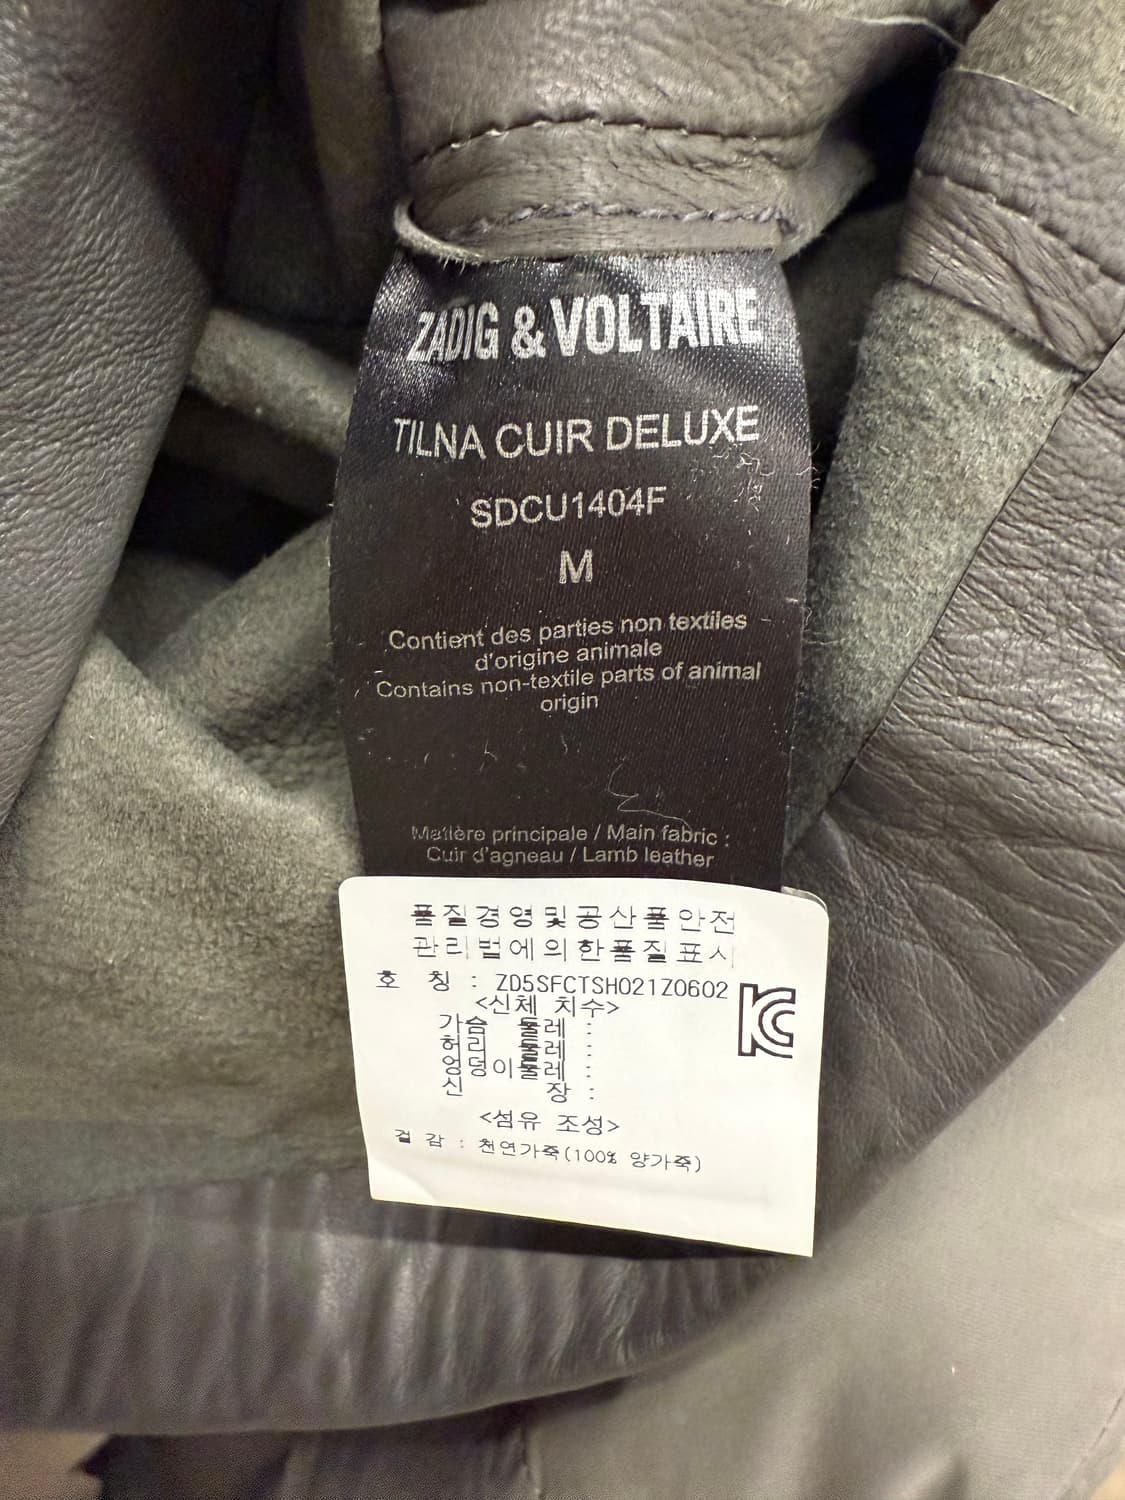 ZADIG & VOLTAIRE
TILNA CUIR DELUXE
SDCU1404F
M
Contient des parties non textiles
d'origine animale
Contains non-textile parts of animal
origin
Matière principale / Main fabric :
Cuir d'agneau / Lamb leather
품질경영및공산품안전
관리법에의한품질표시
호 칭 : ZD5SFCTSH021Z0602
<신체 치수>
가슴 둘레 :
허리 둘레 :
엉덩이둘레 :
신 장 :
<섬유 조성>
겉 감 : 천연가죽(100% 양가죽)
KC